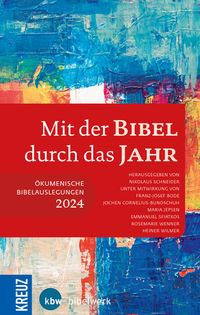 Mit der BIBEL
durch das JAHR
ÖKUMENISCHE
BIBELAUSLEGUNGEN
2024
HERAUSGEGEBEN VON
NIKOLAUS SCHNEIDER
UNTER MITWIRKUNG VON
FRANZ-JOSEF BODE
JOCHEN CORNELIUS-BUNDSCHUH
MARIA JEPSEN
EMMANUEL SFIATKOS
ROSEMARIE WENNER
HEINER WILMER
KREUZ
kbw bibelwerk